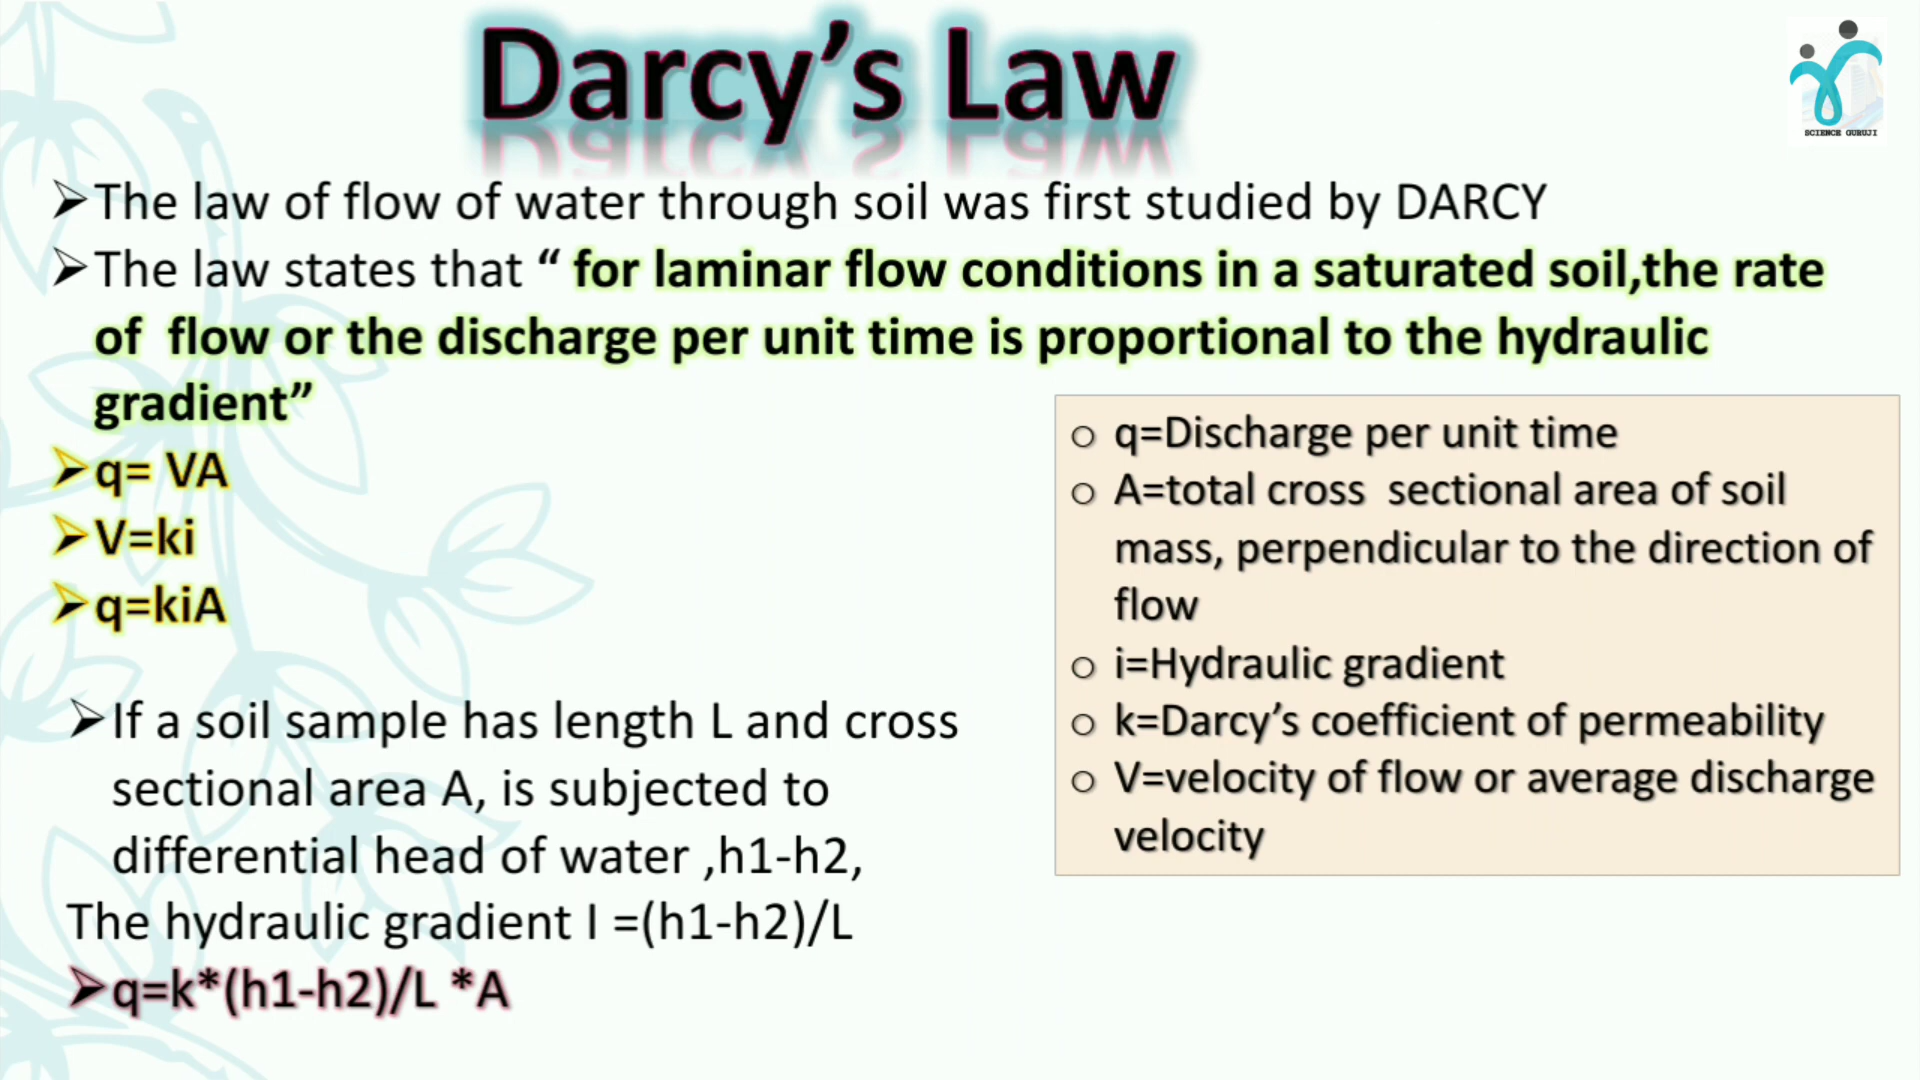 Darcy’s Law
SCIENCE GURUJI
➢The law of flow of water through soil was first studied by DARCY
➢The law states that “ for laminar flow conditions in a saturated soil,the rate
of  flow or the discharge per unit time is proportional to the hydraulic
gradient”
➢q= VA
➢V=ki
➢q=kiA
➢If a soil sample has length L and cross
sectional area A, is subjected to
differential head of water ,h1-h2,
The hydraulic gradient I =(h1-h2)/L
➢q=k*(h1-h2)/L *A
o q=Discharge per unit time
o A=total cross  sectional area of soil
mass, perpendicular to the direction of
flow
o i=Hydraulic gradient
o k=Darcy’s coefficient of permeability
o V=velocity of flow or average discharge
velocity